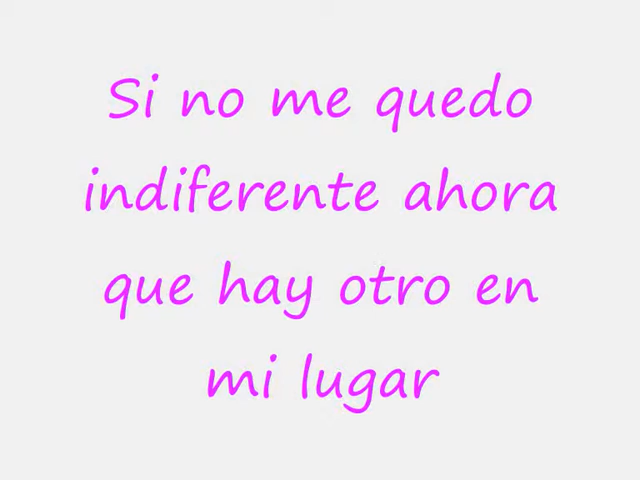 Si no me quedo
indiferente ahora
que hay otro en
mi lugar